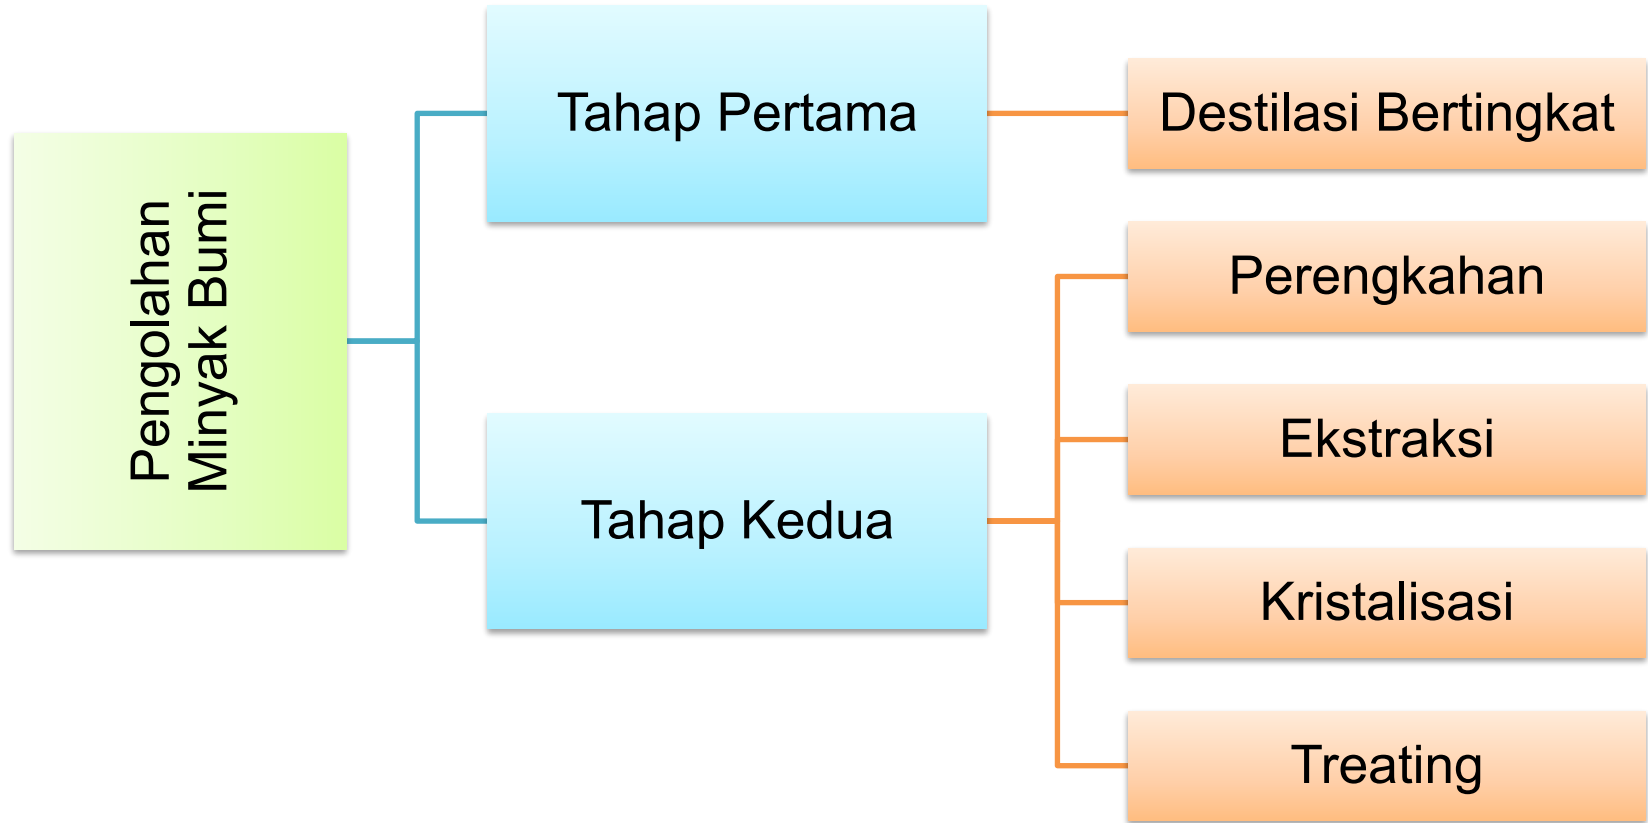 Pengolahan
Minyak Bumi
Tahap Pertama
Destilasi Bertingkat
Tahap Kedua
Perengkahan
Ekstraksi
Kristalisasi
Treating